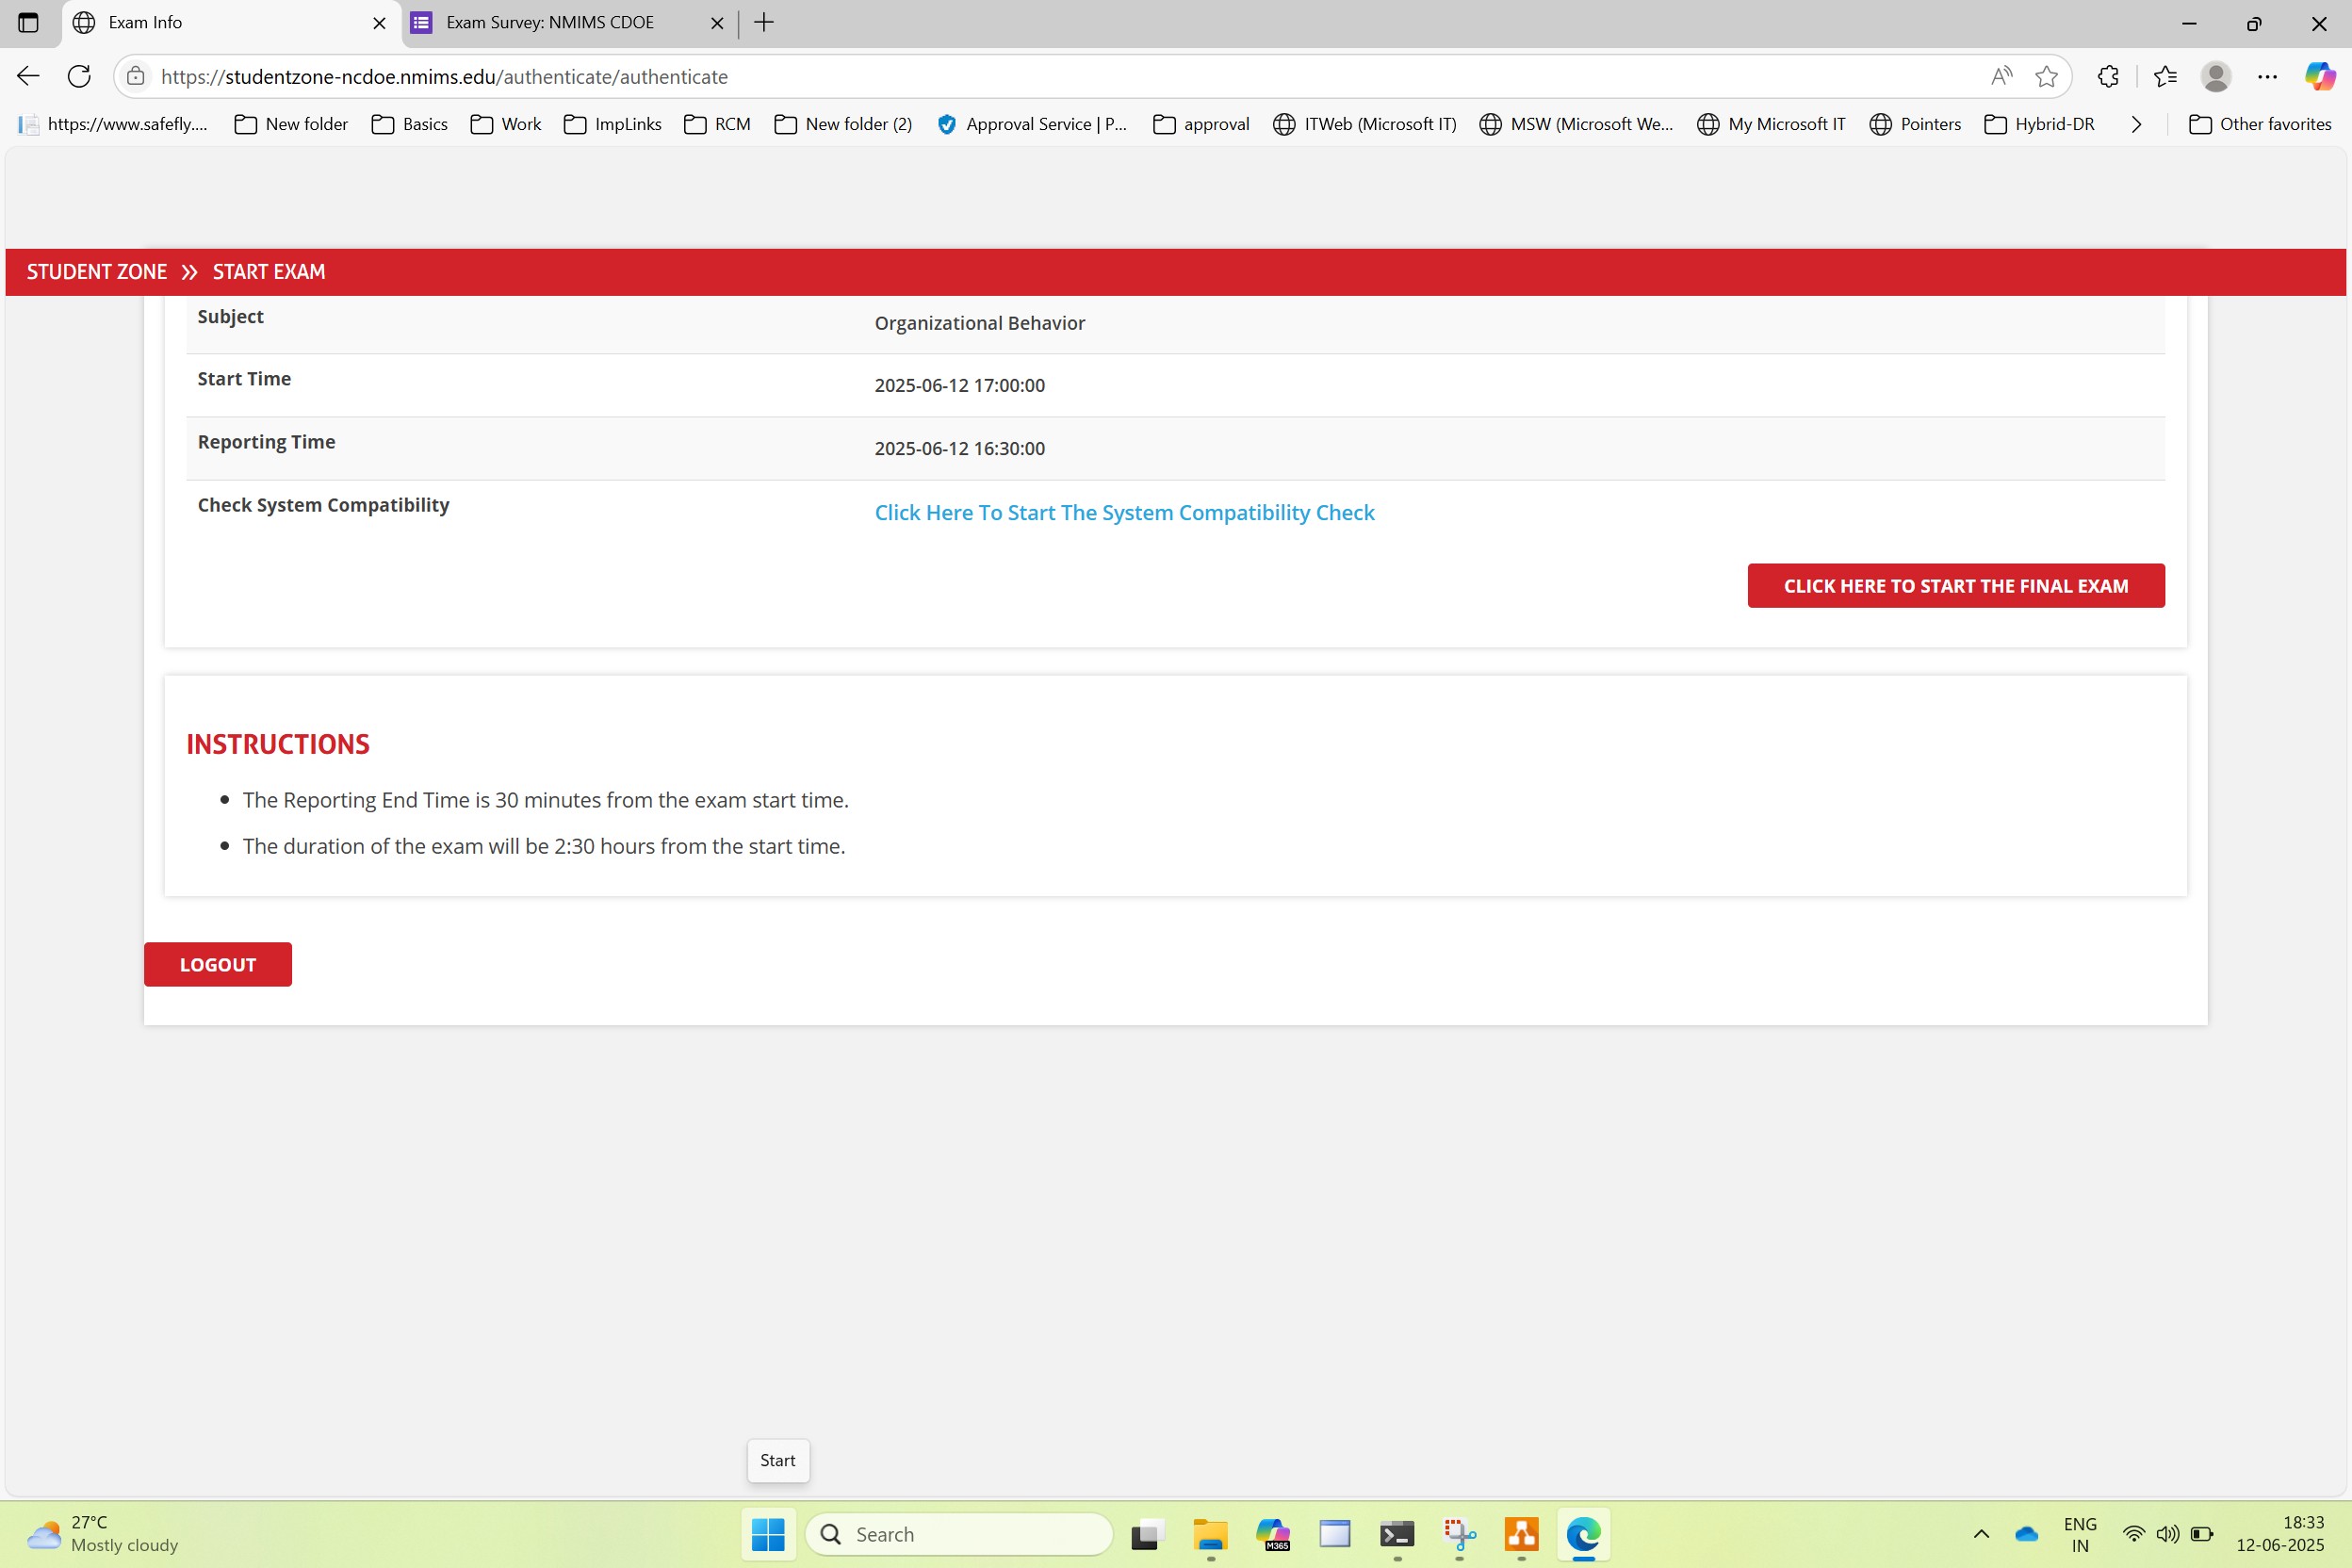 Exam Info
Exam Survey: NMIMS CDOE
https://studentzone-ncdoe.nmims.edu/authenticate/authenticate
https://www.safefly....
New folder
Basics
Work
ImpLinks
RCM
New folder (2)
Approval Service | P...
approval
ITWeb (Microsoft IT)
MSW (Microsoft We...
My Microsoft IT
Pointers
Hybrid-DR
Other favorites
STUDENT ZONE » START EXAM
Subject Organizational Behavior
Start Time 2025-06-12 17:00:00
Reporting Time 2025-06-12 16:30:00
Check System Compatibility Click Here To Start The System Compatibility Check
CLICK HERE TO START THE FINAL EXAM
INSTRUCTIONS
• The Reporting End Time is 30 minutes from the exam start time.
• The duration of the exam will be 2:30 hours from the start time.
LOGOUT
Start
27°C
Mostly cloudy
Search
M365
ENG
IN
18:33
12-06-2025